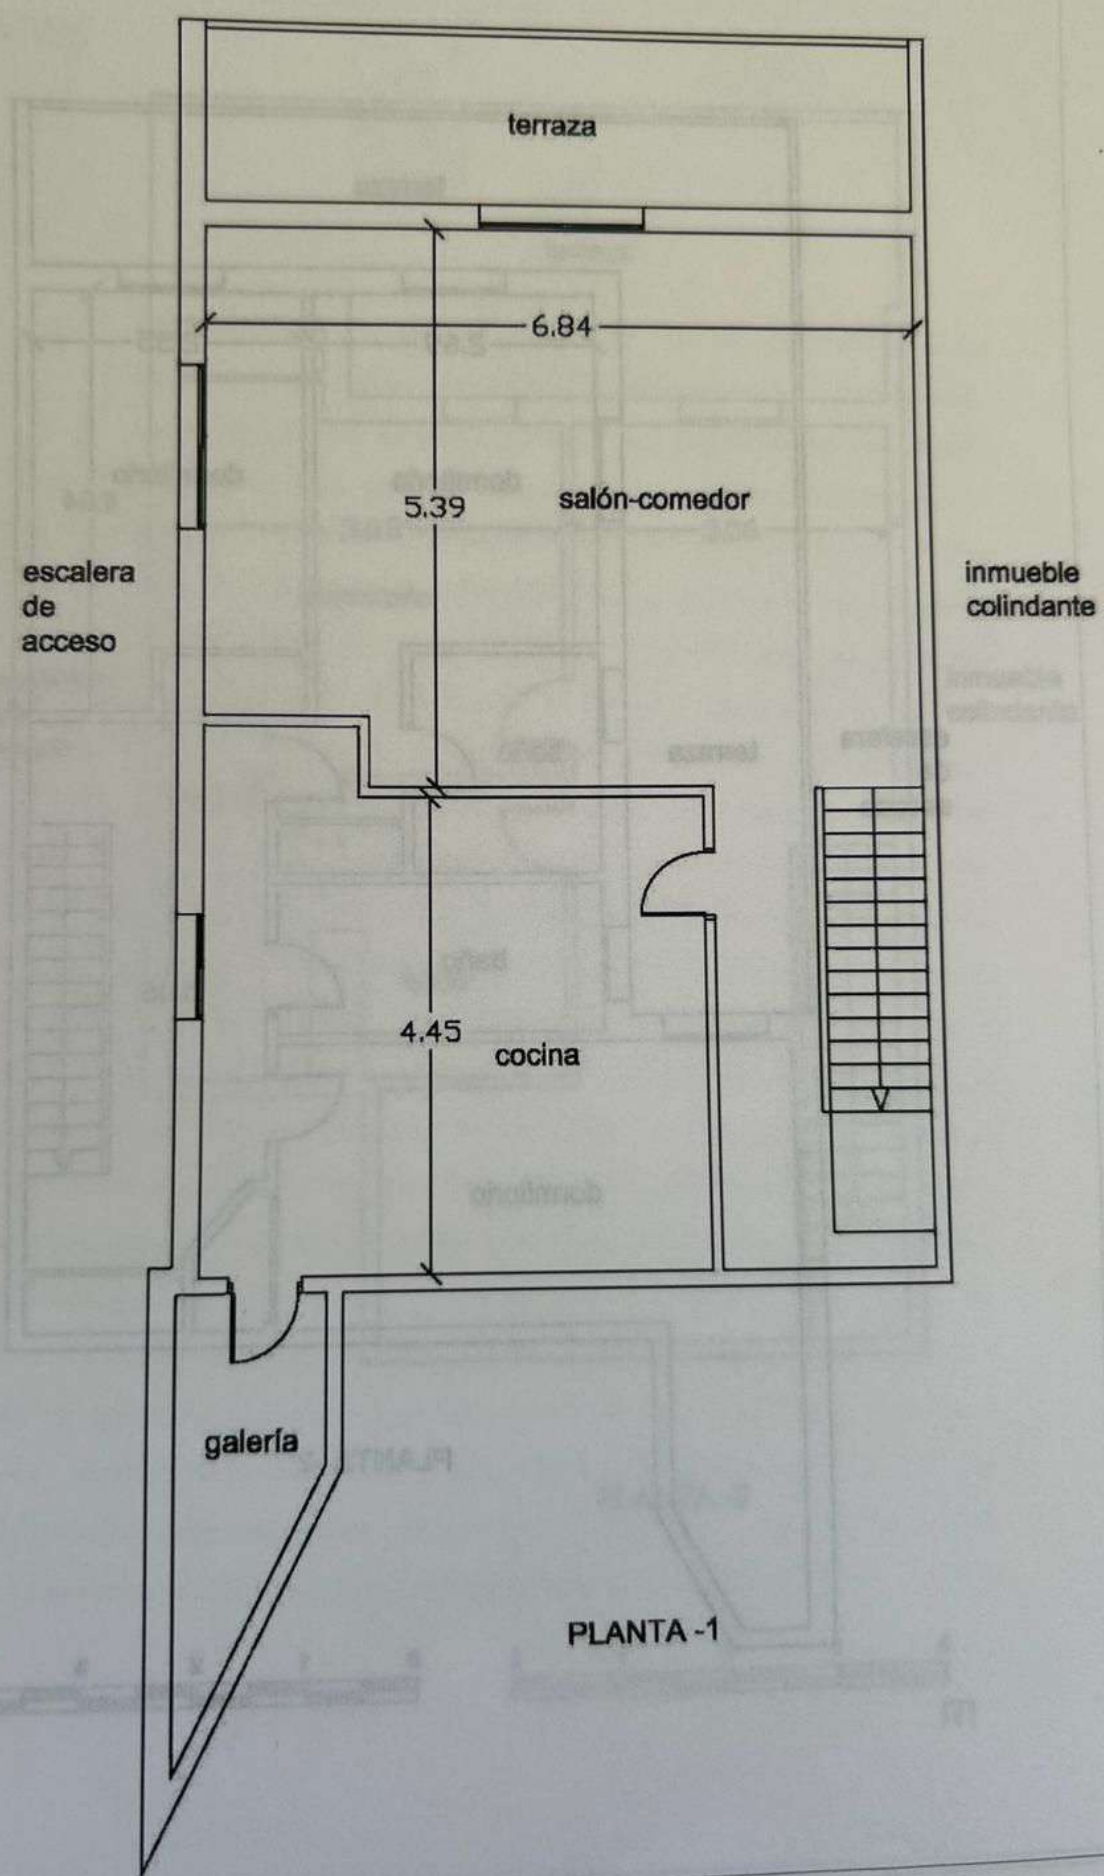 terraza
6.84
5.39
salón-comedor
escalera
de
acceso
inmueble
colindante
4.45
cocina
galería
PLANTA -1